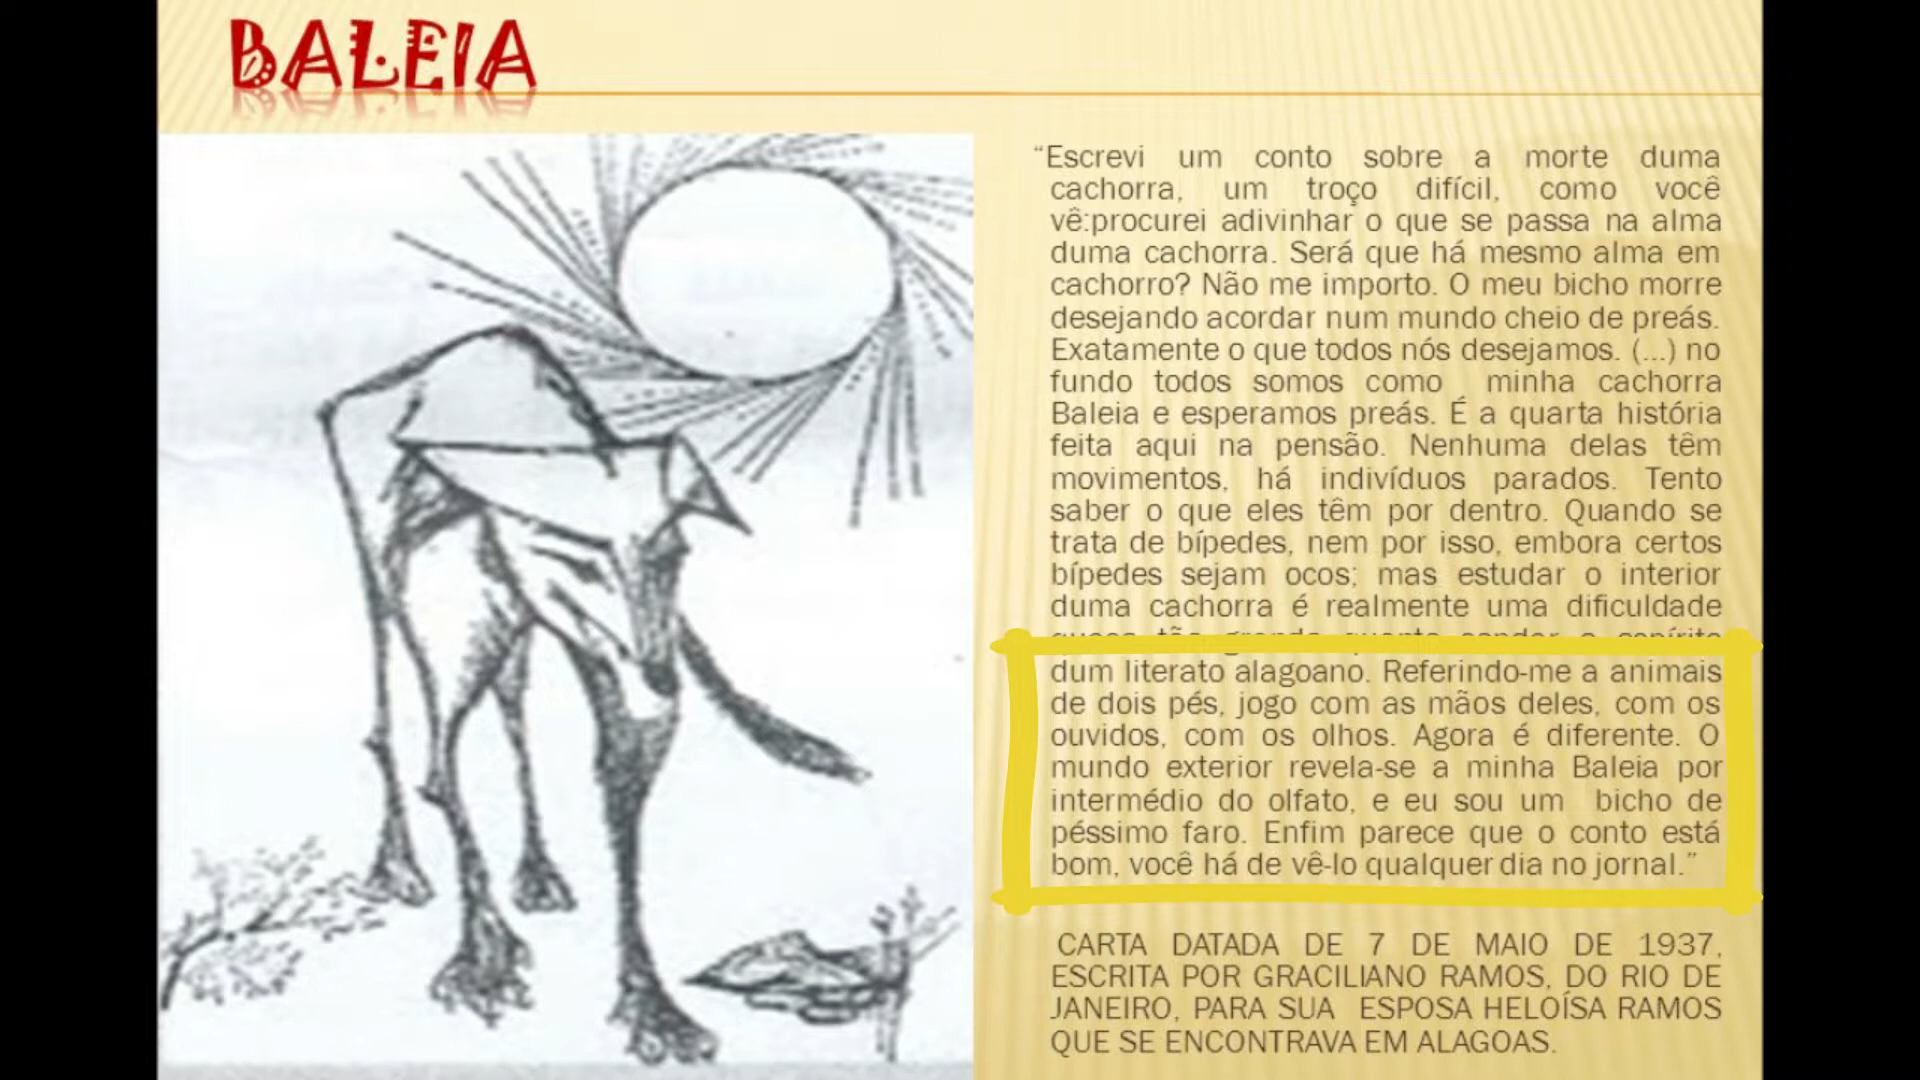 BALEIA
“Escrevi um conto sobre a morte duma
cachorra, um troço difícil, como você
vê:procurei adivinhar o que se passa na alma
duma cachorra. Será que há mesmo alma em
cachorro? Não me importo. O meu bicho morre
desejando acordar num mundo cheio de preás.
Exatamente o que todos nós desejamos. (...) no
fundo todos somos como minha cachorra
Baleia e esperamos preás. É a quarta história
feita aqui na pensão. Nenhuma delas têm
movimentos, há indivíduos parados. Tento
saber o que eles têm por dentro. Quando se
trata de bípedes, nem por isso, embora certos
bípedes sejam ocos; mas estudar o interior
duma cachorra é realmente uma dificuldade
tão grande quanto sondar o espírito
dum literato alagoano. Referindo-me a animais
de dois pés, jogo com as mãos deles, com os
ouvidos, com os olhos. Agora é diferente. O
mundo exterior revela-se a minha Baleia por
intermédio do olfato, e eu sou um bicho de
péssimo faro. Enfim parece que o conto está
bom, você há de vê-lo qualquer dia no jornal.”
CARTA DATADA DE 7 DE MAIO DE 1937,
ESCRITA POR GRACILIANO RAMOS, DO RIO DE
JANEIRO, PARA SUA ESPOSA HELOÍSA RAMOS
QUE SE ENCONTRAVA EM ALAGOAS.